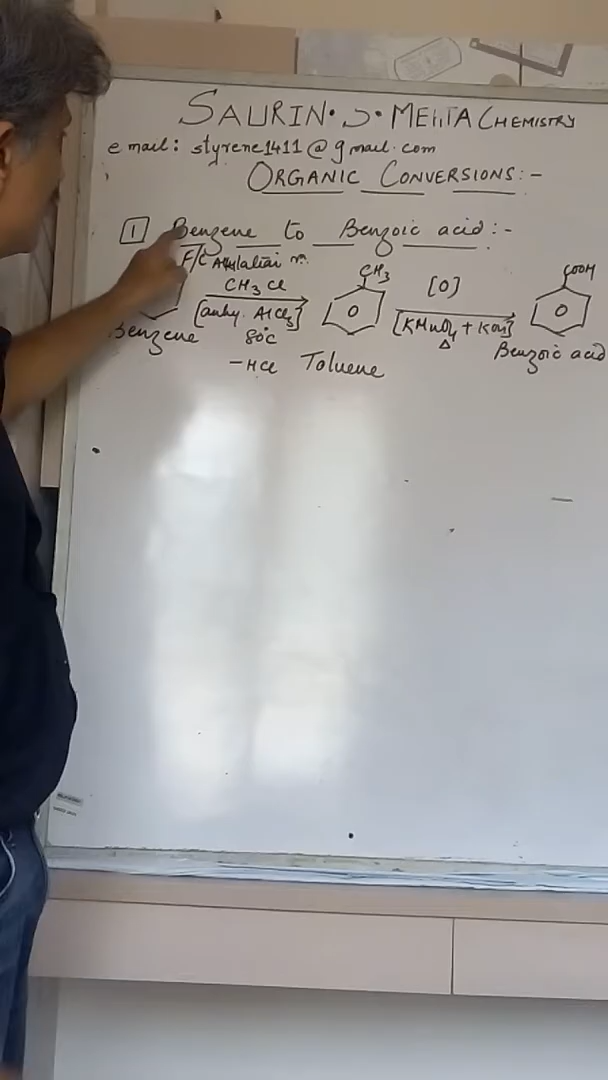 SAURIN. S. MEHTA CHEMISTRY
e mail: styrene1411@gmail.com
ORGANIC CONVERSIONS:-
1 Benzene to Benzoic acid:-
F/C Alkylation rn.
CH3Cl
[anhy. AlCl3]
80°C
-HCl
Benzene
CH3
Toluene
[O]
[KMnO4 + KOH]
Δ
COOH
Benzoic acid